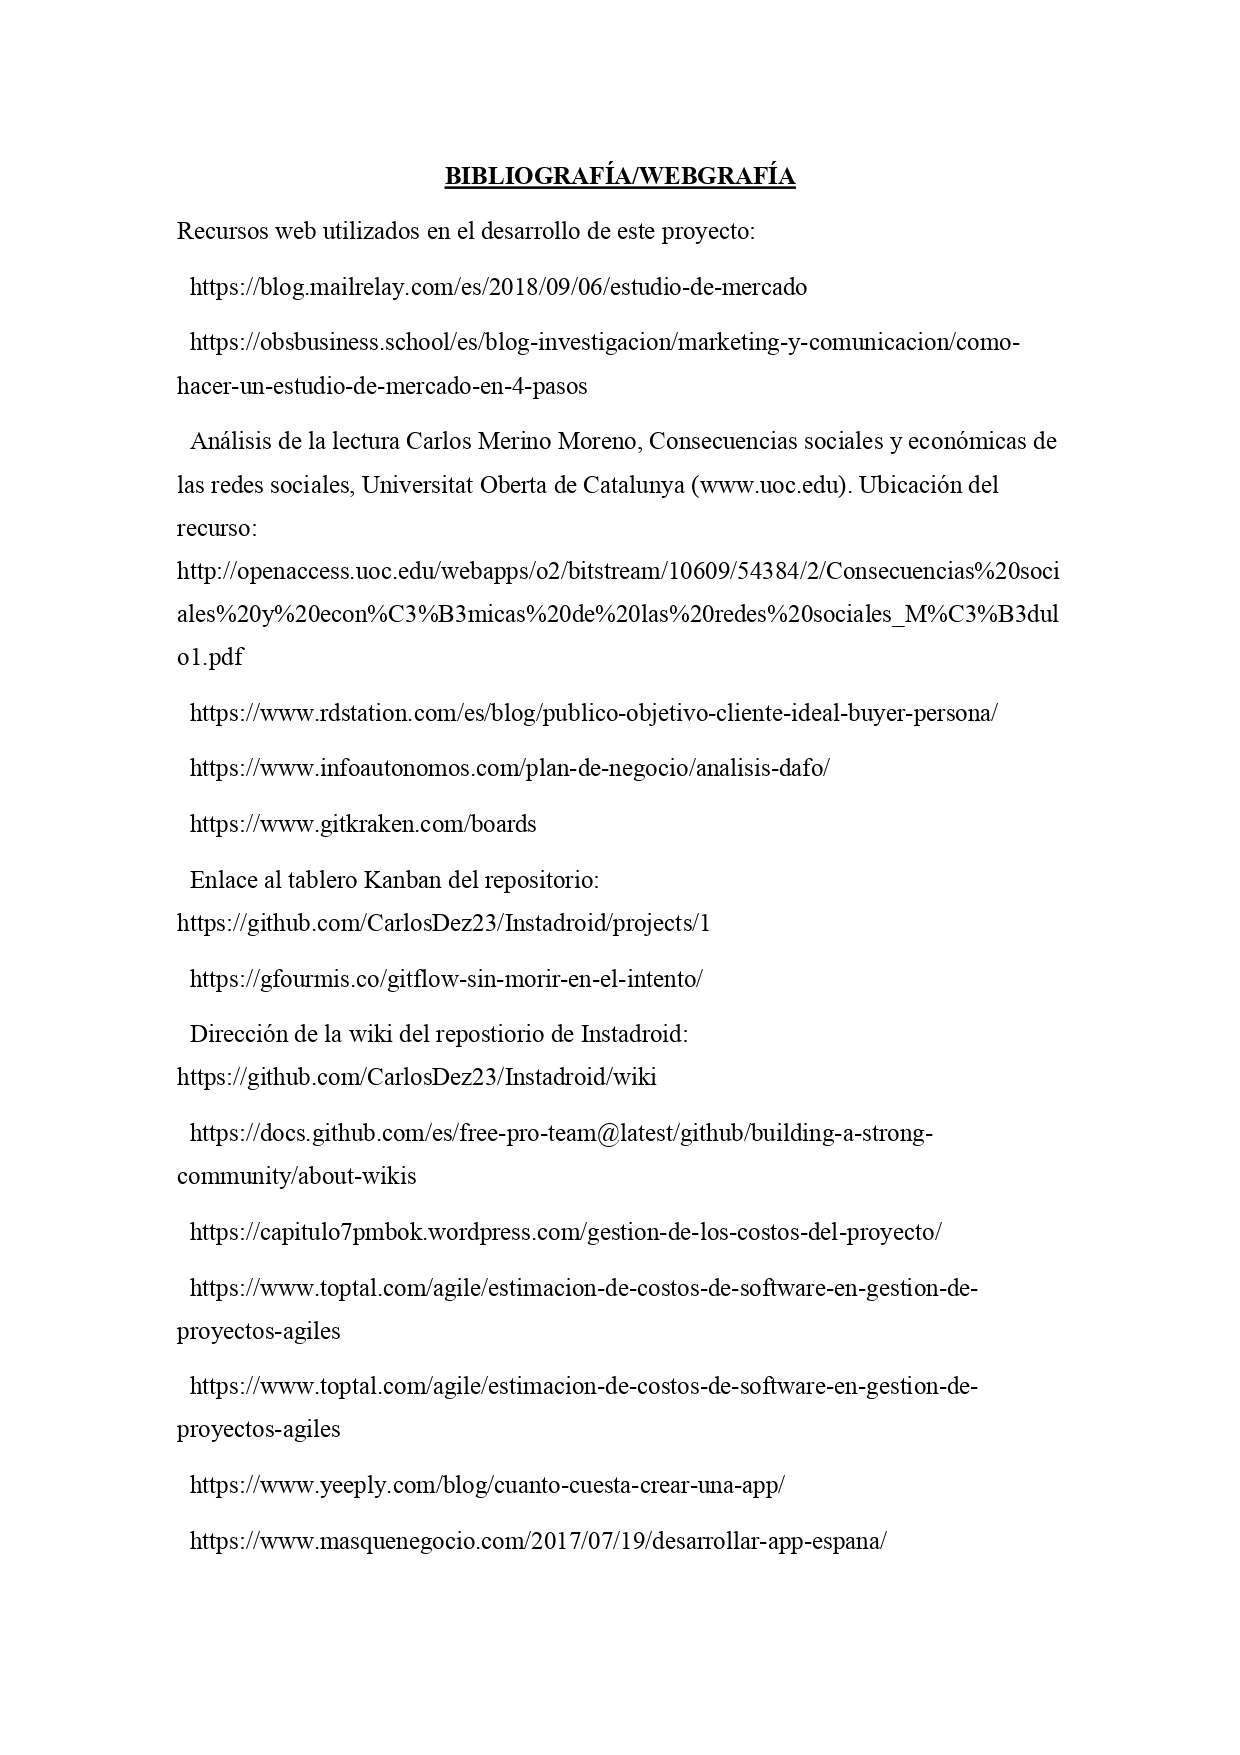 BIBLIOGRAFÍA/WEBGRAFÍA
Recursos web utilizados en el desarrollo de este proyecto:
https://blog.mailrelay.com/es/2018/09/06/estudio-de-mercado
https://obsbusiness.school/es/blog-investigacion/marketing-y-comunicacion/como-
hacer-un-estudio-de-mercado-en-4-pasos
Análisis de la lectura Carlos Merino Moreno, Consecuencias sociales y económicas de
las redes sociales, Universitat Oberta de Catalunya (www.uoc.edu). Ubicación del
recurso:
http://openaccess.uoc.edu/webapps/o2/bitstream/10609/54384/2/Consecuencias%20soci
ales%20y%20econ%C3%B3micas%20de%20las%20redes%20sociales_M%C3%B3dul
o1.pdf
https://www.rdstation.com/es/blog/publico-objetivo-cliente-ideal-buyer-persona/
https://www.infoautonomos.com/plan-de-negocio/analisis-dafo/
https://www.gitkraken.com/boards
Enlace al tablero Kanban del repositorio:
https://github.com/CarlosDez23/Instadroid/projects/1
https://gfourmis.co/gitflow-sin-morir-en-el-intento/
Dirección de la wiki del repostiorio de Instadroid:
https://github.com/CarlosDez23/Instadroid/wiki
https://docs.github.com/es/free-pro-team@latest/github/building-a-strong-
community/about-wikis
https://capitulo7pmbok.wordpress.com/gestion-de-los-costos-del-proyecto/
https://www.toptal.com/agile/estimacion-de-costos-de-software-en-gestion-de-
proyectos-agiles
https://www.toptal.com/agile/estimacion-de-costos-de-software-en-gestion-de-
proyectos-agiles
https://www.yeeply.com/blog/cuanto-cuesta-crear-una-app/
https://www.masquenegocio.com/2017/07/19/desarrollar-app-espana/